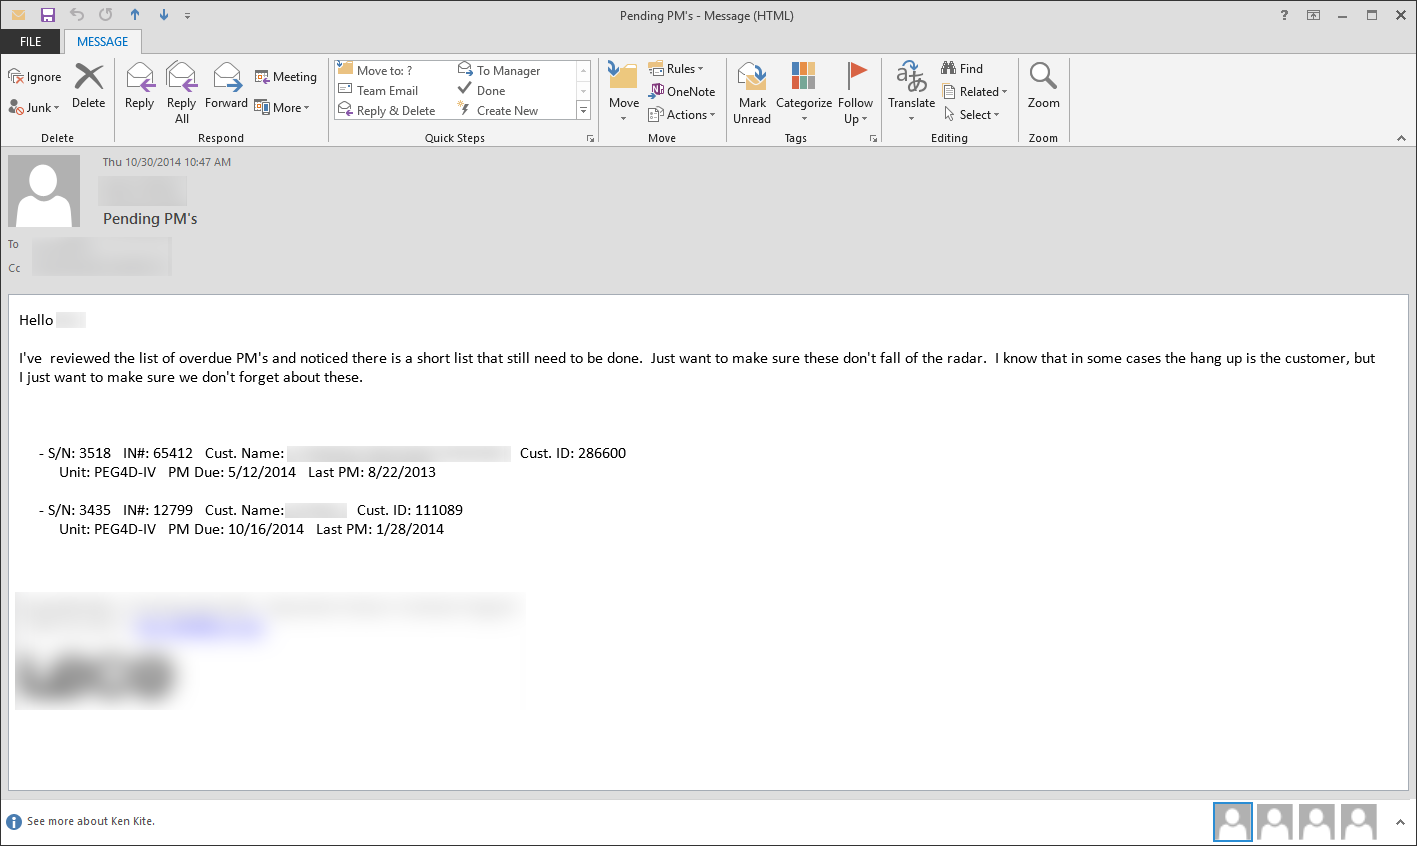 Pending PM's - Message (HTML)
?
FILE
MESSAGE
Ignore
Junk
Delete
Delete
Reply
Reply
All
Forward
Meeting
More
Respond
Move to: ?
Team Email
Reply & Delete
To Manager
Done
Create New
Quick Steps
Move
Rules
OneNote
Actions
Move
Mark
Unread
Categorize
Follow
Up
Tags
Translate
Find
Related
Select
Editing
Zoom
Zoom
Thu 10/30/2014 10:47 AM
Pending PM's
To
Cc
Hello
I've  reviewed the list of overdue PM's and noticed there is a short list that still need to be done.  Just want to make sure these don't fall of the radar.  I know that in some cases the hang up is the customer, but
I just want to make sure we don't forget about these.
- S/N: 3518   IN#: 65412   Cust. Name:   Cust. ID: 286600
Unit: PEG4D-IV   PM Due: 5/12/2014   Last PM: 8/22/2013
- S/N: 3435   IN#: 12799   Cust. Name:   Cust. ID: 111089
Unit: PEG4D-IV   PM Due: 10/16/2014   Last PM: 1/28/2014
See more about Ken Kite.